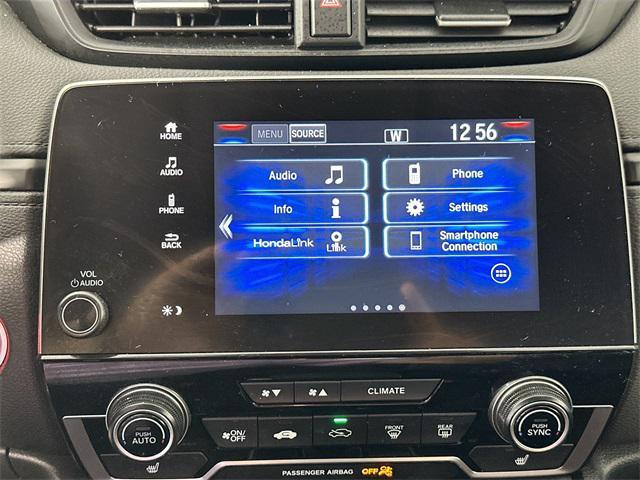 HOME
MENU SOURCE W 12 56
AUDIO
Audio
Phone
PHONE
Info
Settings
BACK
HondaLink Link
Smartphone
Connection
VOL
AUDIO
CLIMATE
PUSH
AUTO
ON/
OFF
FRONT
REAR
PUSH
SYNC
PASSENGER AIRBAG OFF